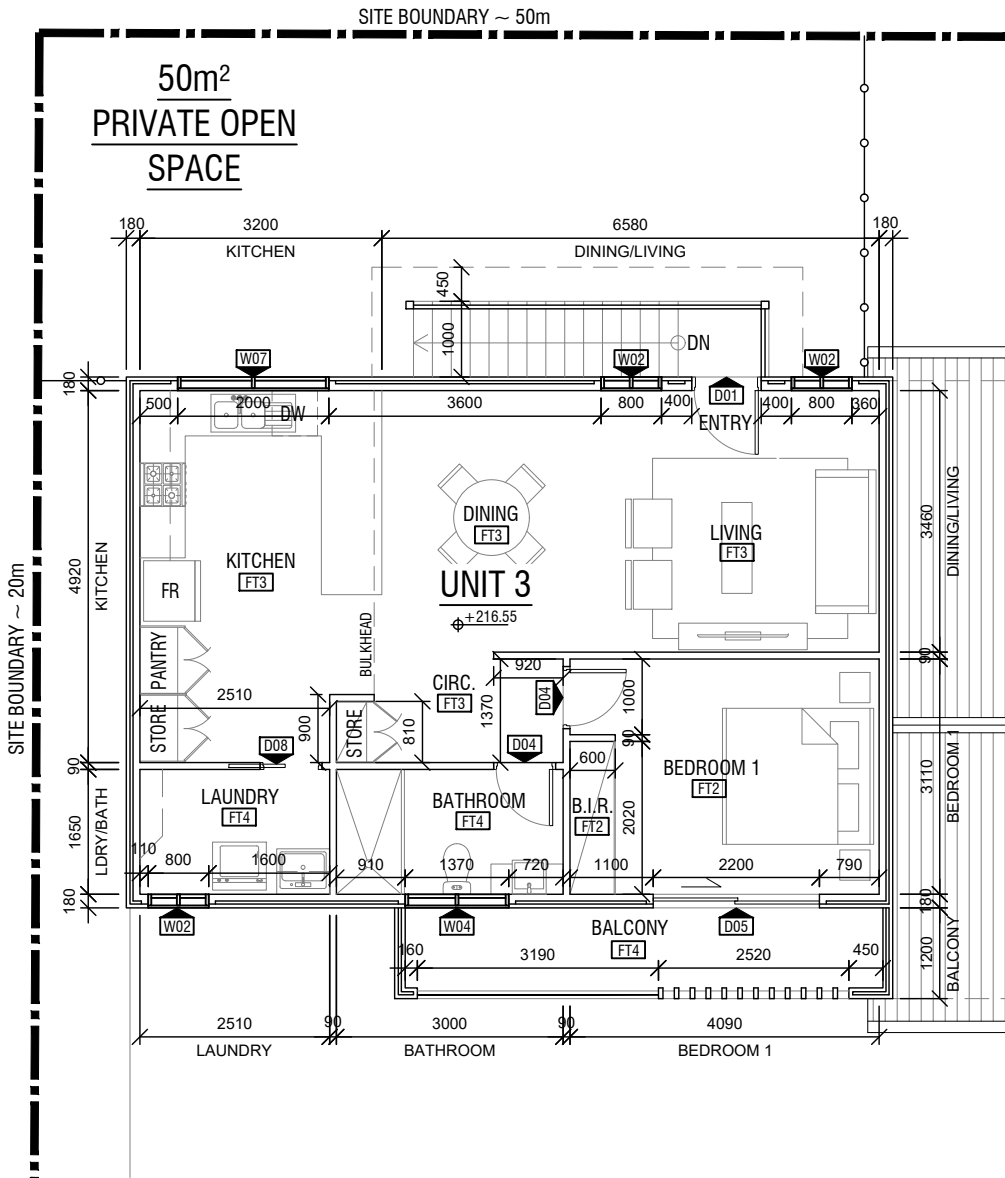 SITE BOUNDARY ~ 50m
50m²
PRIVATE OPEN
SPACE
180 3200 6580 180
KITCHEN DINING/LIVING
450
1000
DN
W07 W02 W02
180
D01
500 2000 3600 800 400 400 800 360
DW
ENTRY
DINING
FT3
LIVING
FT3
3460
DINING/LIVING
KITCHEN
FT3
4920
KITCHEN
FR
UNIT 3
+216.55
SITE BOUNDARY ~ 20m
BULKHEAD
PANTRY
920
90
CIRC.
FT3
D04
1000
2510
1370
STORE
900
STORE
810
D08
D04
90
90
600
BEDROOM 1
FT2
3110
BEDROOM 1
LAUNDRY
FT4
BATHROOM
FT4
B.I.R.
FT2
2020
1650
LDRY/BATH
110
800 1600 910 1370 720 1100 2200 790
180
180
W02 W04 D05
BALCONY
FT4
1200
BALCONY
160 3190 2520 450
2510 90 3000 90 4090
LAUNDRY BATHROOM BEDROOM 1